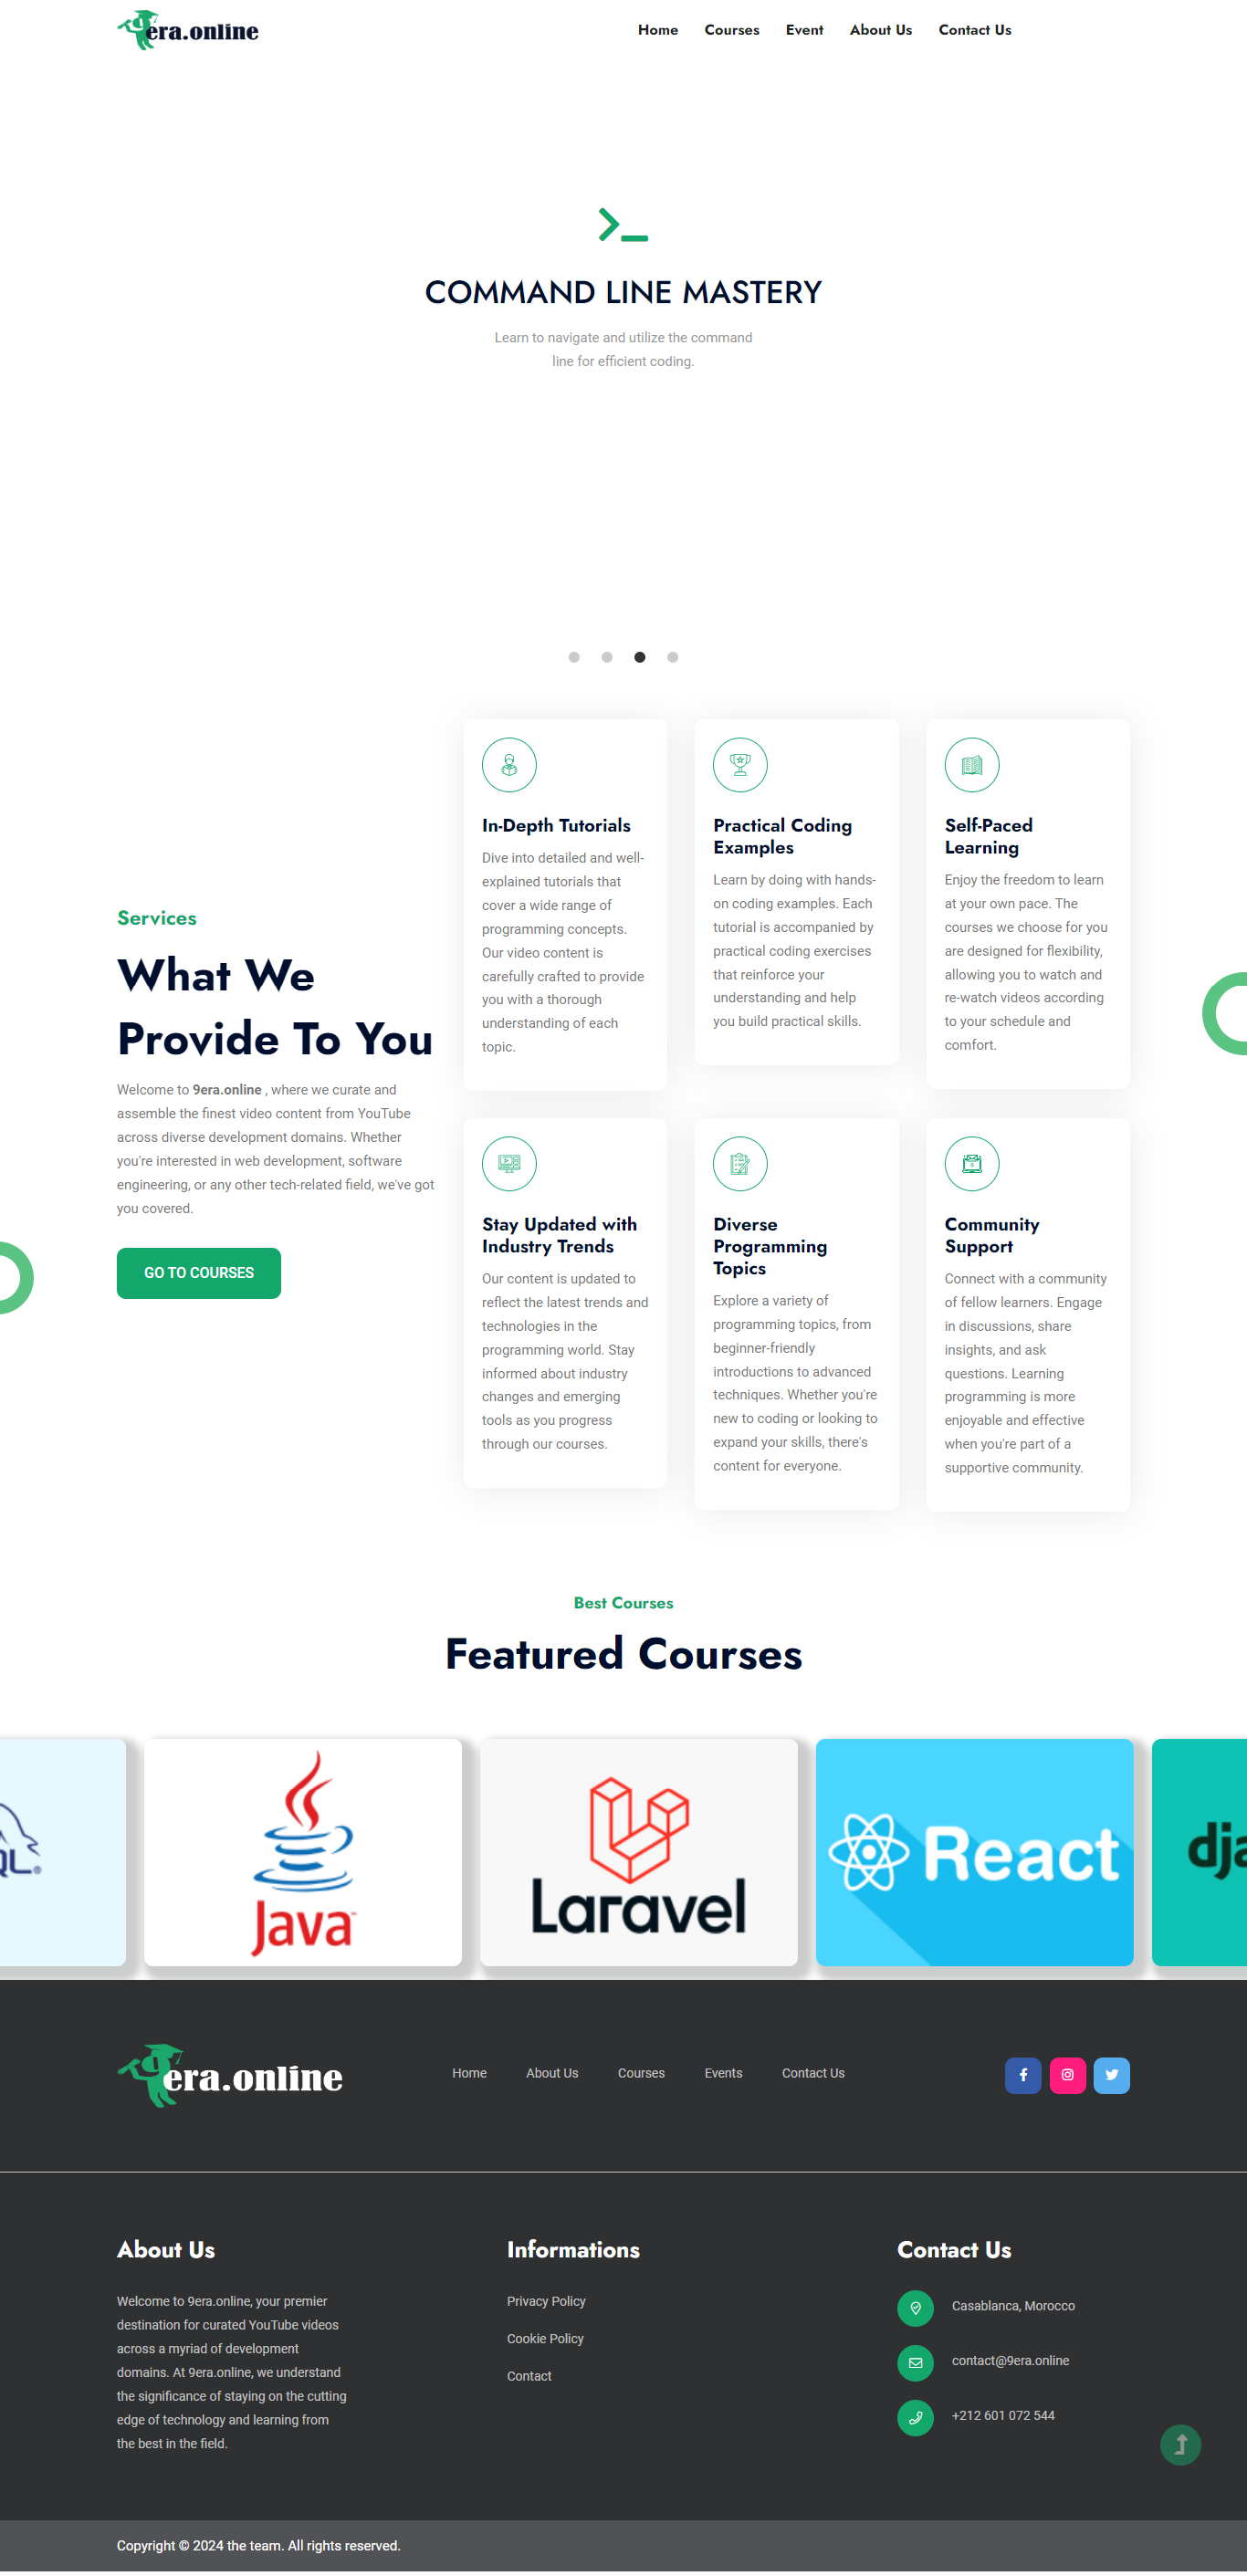 9era.online
Home Courses Event About Us Contact Us
COMMAND LINE MASTERY
Learn to navigate and utilize the command
line for efficient coding.
Services
What We
Provide To You
Welcome to 9era.online , where we curate and
assemble the finest video content from YouTube
across diverse development domains. Whether
you're interested in web development, software
engineering, or any other tech-related field, we've got
you covered.
GO TO COURSES
In-Depth Tutorials
Dive into detailed and well-
explained tutorials that
cover a wide range of
programming concepts.
Our video content is
carefully crafted to provide
you with a thorough
understanding of each
topic.
Practical Coding
Examples
Learn by doing with hands-
on coding examples. Each
tutorial is accompanied by
practical coding exercises
that reinforce your
understanding and help
you build practical skills.
Self-Paced
Learning
Enjoy the freedom to learn
at your own pace. The
courses we choose for you
are designed for flexibility,
allowing you to watch and
re-watch videos according
to your schedule and
comfort.
Stay Updated with
Industry Trends
Our content is updated to
reflect the latest trends and
technologies in the
programming world. Stay
informed about industry
changes and emerging
tools as you progress
through our courses.
Diverse
Programming
Topics
Explore a variety of
programming topics, from
beginner-friendly
introductions to advanced
techniques. Whether you're
new to coding or looking to
expand your skills, there's
content for everyone.
Community
Support
Connect with a community
of fellow learners. Engage
in discussions, share
insights, and ask
questions. Learning
programming is more
enjoyable and effective
when you're part of a
supportive community.
Best Courses
Featured Courses
QL®
Java™
Laravel
React
dja
9era.online
Home About Us Courses Events Contact Us
About Us
Welcome to 9era.online, your premier
destination for curated YouTube videos
across a myriad of development
domains. At 9era.online, we understand
the significance of staying on the cutting
edge of technology and learning from
the best in the field.
Informations
Privacy Policy
Cookie Policy
Contact
Contact Us
Casablanca, Morocco
contact@9era.online
+212 601 072 544
Copyright © 2024 the team. All rights reserved.